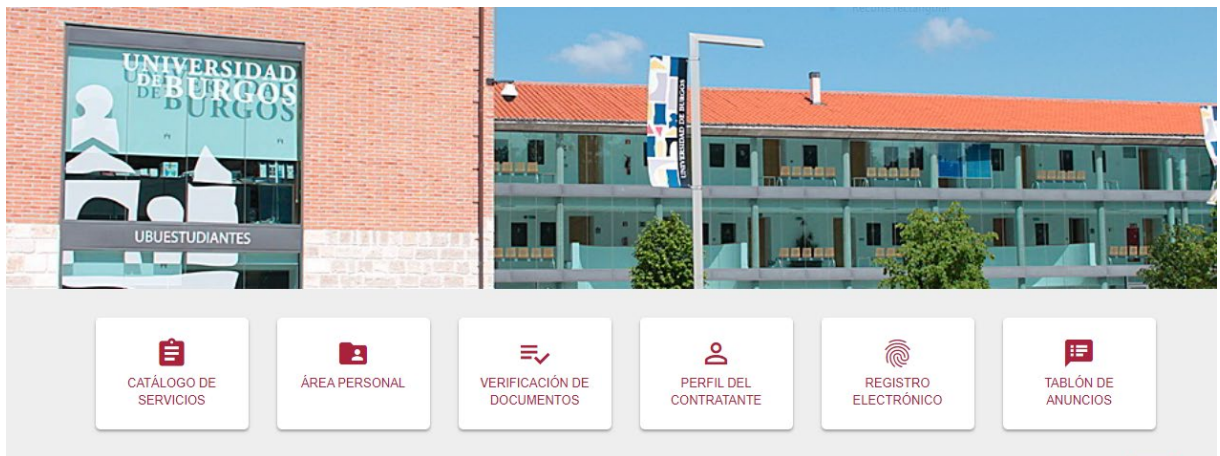 UNIVERSIDAD
DE BURGOS
UBUESTUDIANTES
UNIVERSIDAD DE BURGOS
CATÁLOGO DE
SERVICIOS
ÁREA PERSONAL
VERIFICACIÓN DE
DOCUMENTOS
PERFIL DEL
CONTRATANTE
REGISTRO
ELECTRÓNICO
TABLÓN DE
ANUNCIOS